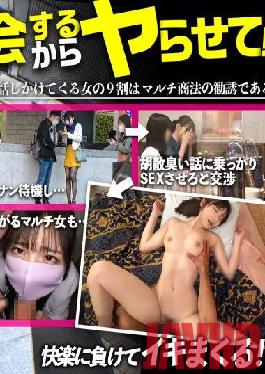 会するからヤらせて
話しかけてくる女の9割はマルチ商法の勧誘である
サン待機し…
胡散臭い話に乗っかり
SEXさせろと交渉
がるマルチ女も…
快楽に負けてイキまくる!